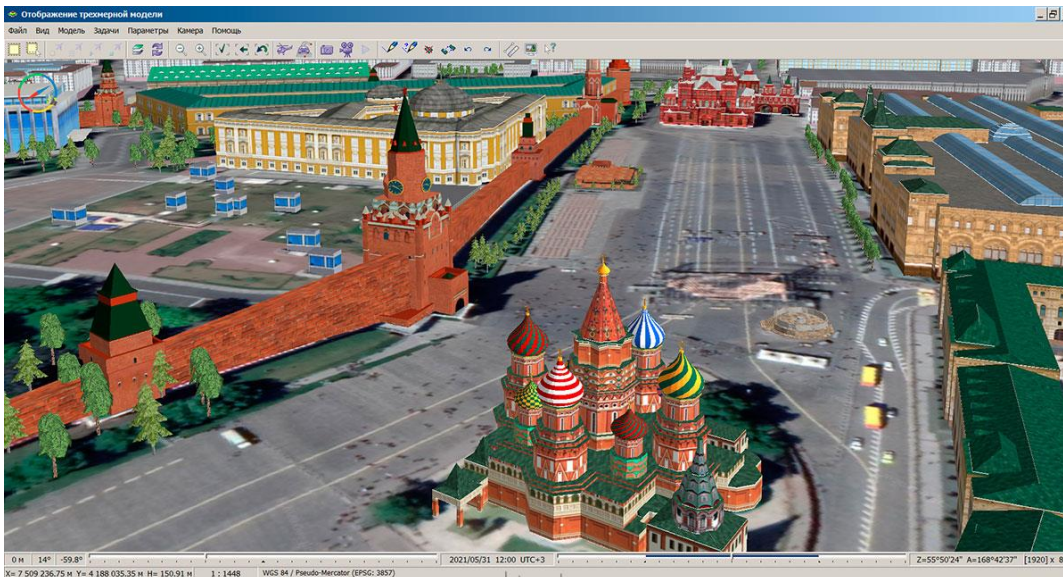 Отображение трехмерной модели
Файл Вид Модель Задачи Параметры Камера Помощь
0 м 14° -59.8° 2021/05/31 12:00 UTC+3 Z=55°50'24" A=168°42'37" [1920] x 8
X= 7 509 236.75 м Y= 4 188 035.35 м H= 150.91 м 1 : 1448 WGS 84 / Pseudo-Mercator (EPSG: 3857)